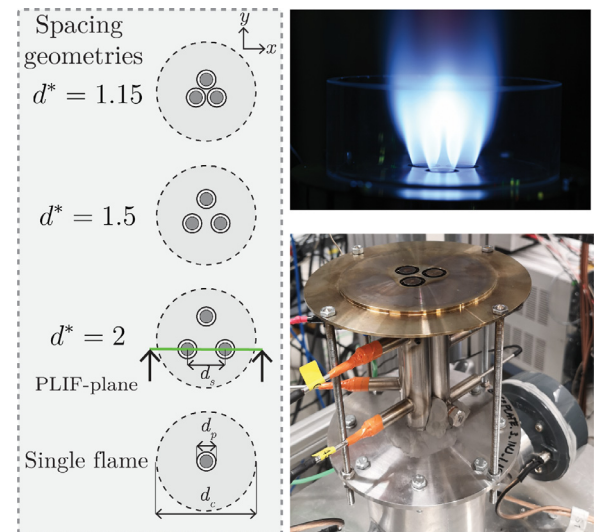 Spacing
geometries
y
x
d* = 1.15
d* = 1.5
d* = 2
PLIF-plane
d_s
d_p
Single flame
d_c